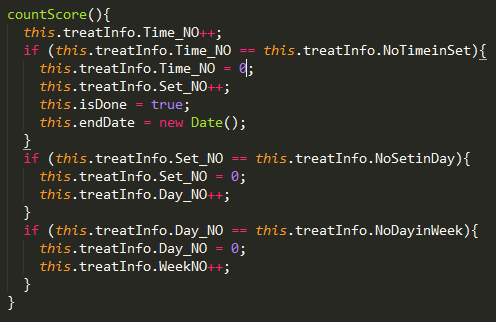 countScore(){
  this.treatInfo.Time_NO++;
  if (this.treatInfo.Time_NO == this.treatInfo.NoTimeinSet){
    this.treatInfo.Time_NO = 0;
    this.treatInfo.Set_NO++;
    this.isDone = true;
    this.endDate = new Date();
  }
  if (this.treatInfo.Set_NO == this.treatInfo.NoSetinDay){
    this.treatInfo.Set_NO = 0;
    this.treatInfo.Day_NO++;
  }
  if (this.treatInfo.Day_NO == this.treatInfo.NoDayinWeek){
    this.treatInfo.Day_NO = 0;
    this.treatInfo.WeekNO++;
  }
}